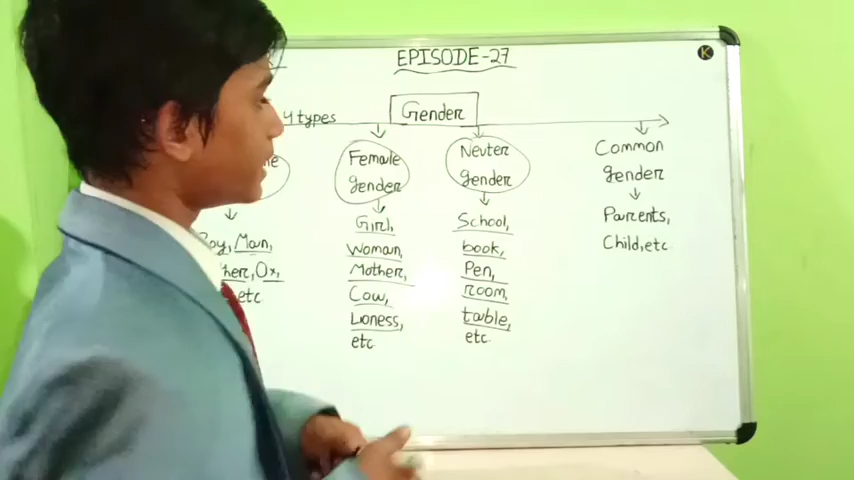 EPISODE-27
K
4 types
Gender
Female
gender
Neuter
gender
Common
gender
Girl,
Woman,
Mother,
Cow,
Lioness,
etc
School,
book,
Pen,
room,
table,
etc
Parents,
Child,etc
Man,
Ox,
etc